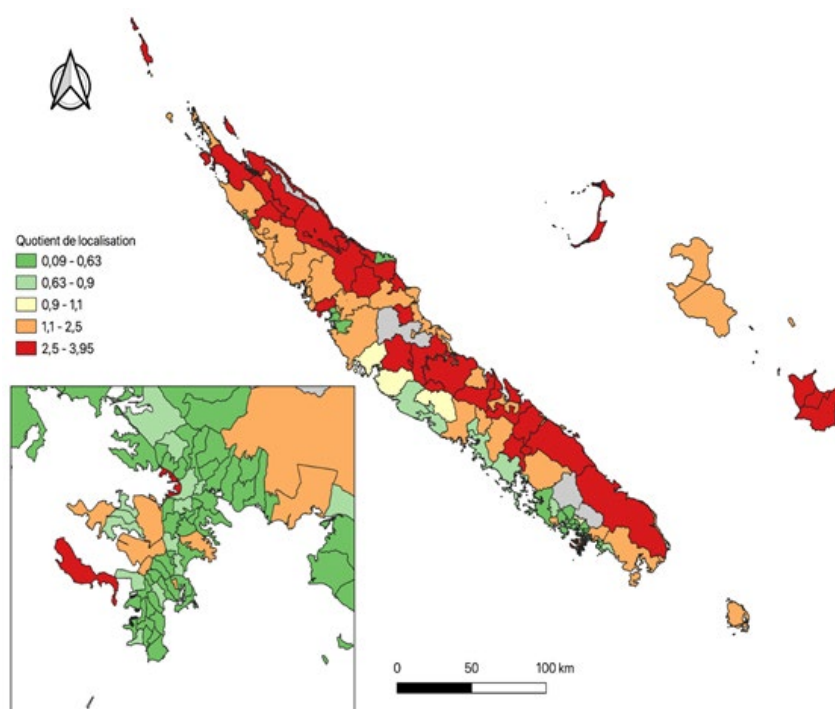 Quotient de localisation
0,09 - 0,63
0,63 - 0,9
0,9 - 1,1
1,1 - 2,5
2,5 - 3,95
0 50 100 km